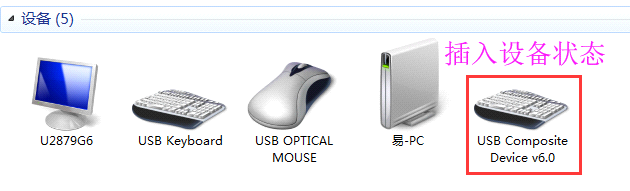 设备 (5)
插入设备状态
U2879G6
USB Keyboard
USB OPTICAL
MOUSE
易-PC
USB Composite
Device v6.0